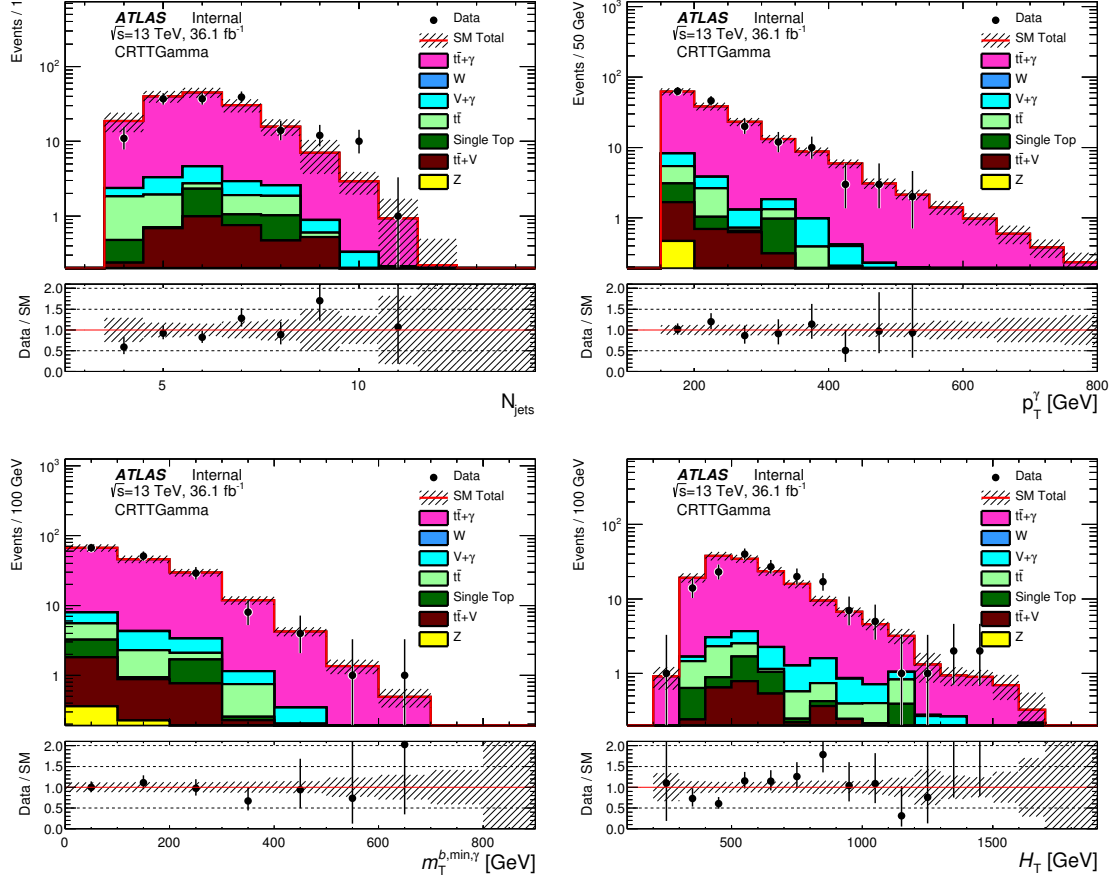 Events / 1
ATLAS Internal
√s=13 TeV, 36.1 fb⁻¹
CRTTGamma
Data
SM Total
tt̄+γ
W
V+γ
tt̄
Single Top
tt̄+V
Z
10²
10
1
Data / SM
2.0
1.5
1.0
0.5
0.0
5 10
N_jets
Events / 50 GeV
ATLAS Internal
√s=13 TeV, 36.1 fb⁻¹
CRTTGamma
Data
SM Total
tt̄+γ
W
V+γ
tt̄
Single Top
tt̄+V
Z
10²
10
1
Data / SM
2.0
1.5
1.0
0.5
0.0
200 400 600 800
p_T^γ [GeV]
Events / 100 GeV
ATLAS Internal
√s=13 TeV, 36.1 fb⁻¹
CRTTGamma
Data
SM Total
tt̄+γ
W
V+γ
tt̄
Single Top
tt̄+V
Z
10³
10²
10
1
Data / SM
2.0
1.5
1.0
0.5
0.0
0 200 400 600 800
m_T^{b,min,γ} [GeV]
Events / 100 GeV
ATLAS Internal
√s=13 TeV, 36.1 fb⁻¹
CRTTGamma
Data
SM Total
tt̄+γ
W
V+γ
tt̄
Single Top
tt̄+V
Z
10²
10
1
Data / SM
2.0
1.5
1.0
0.5
0.0
500 1000 1500
H_T [GeV]